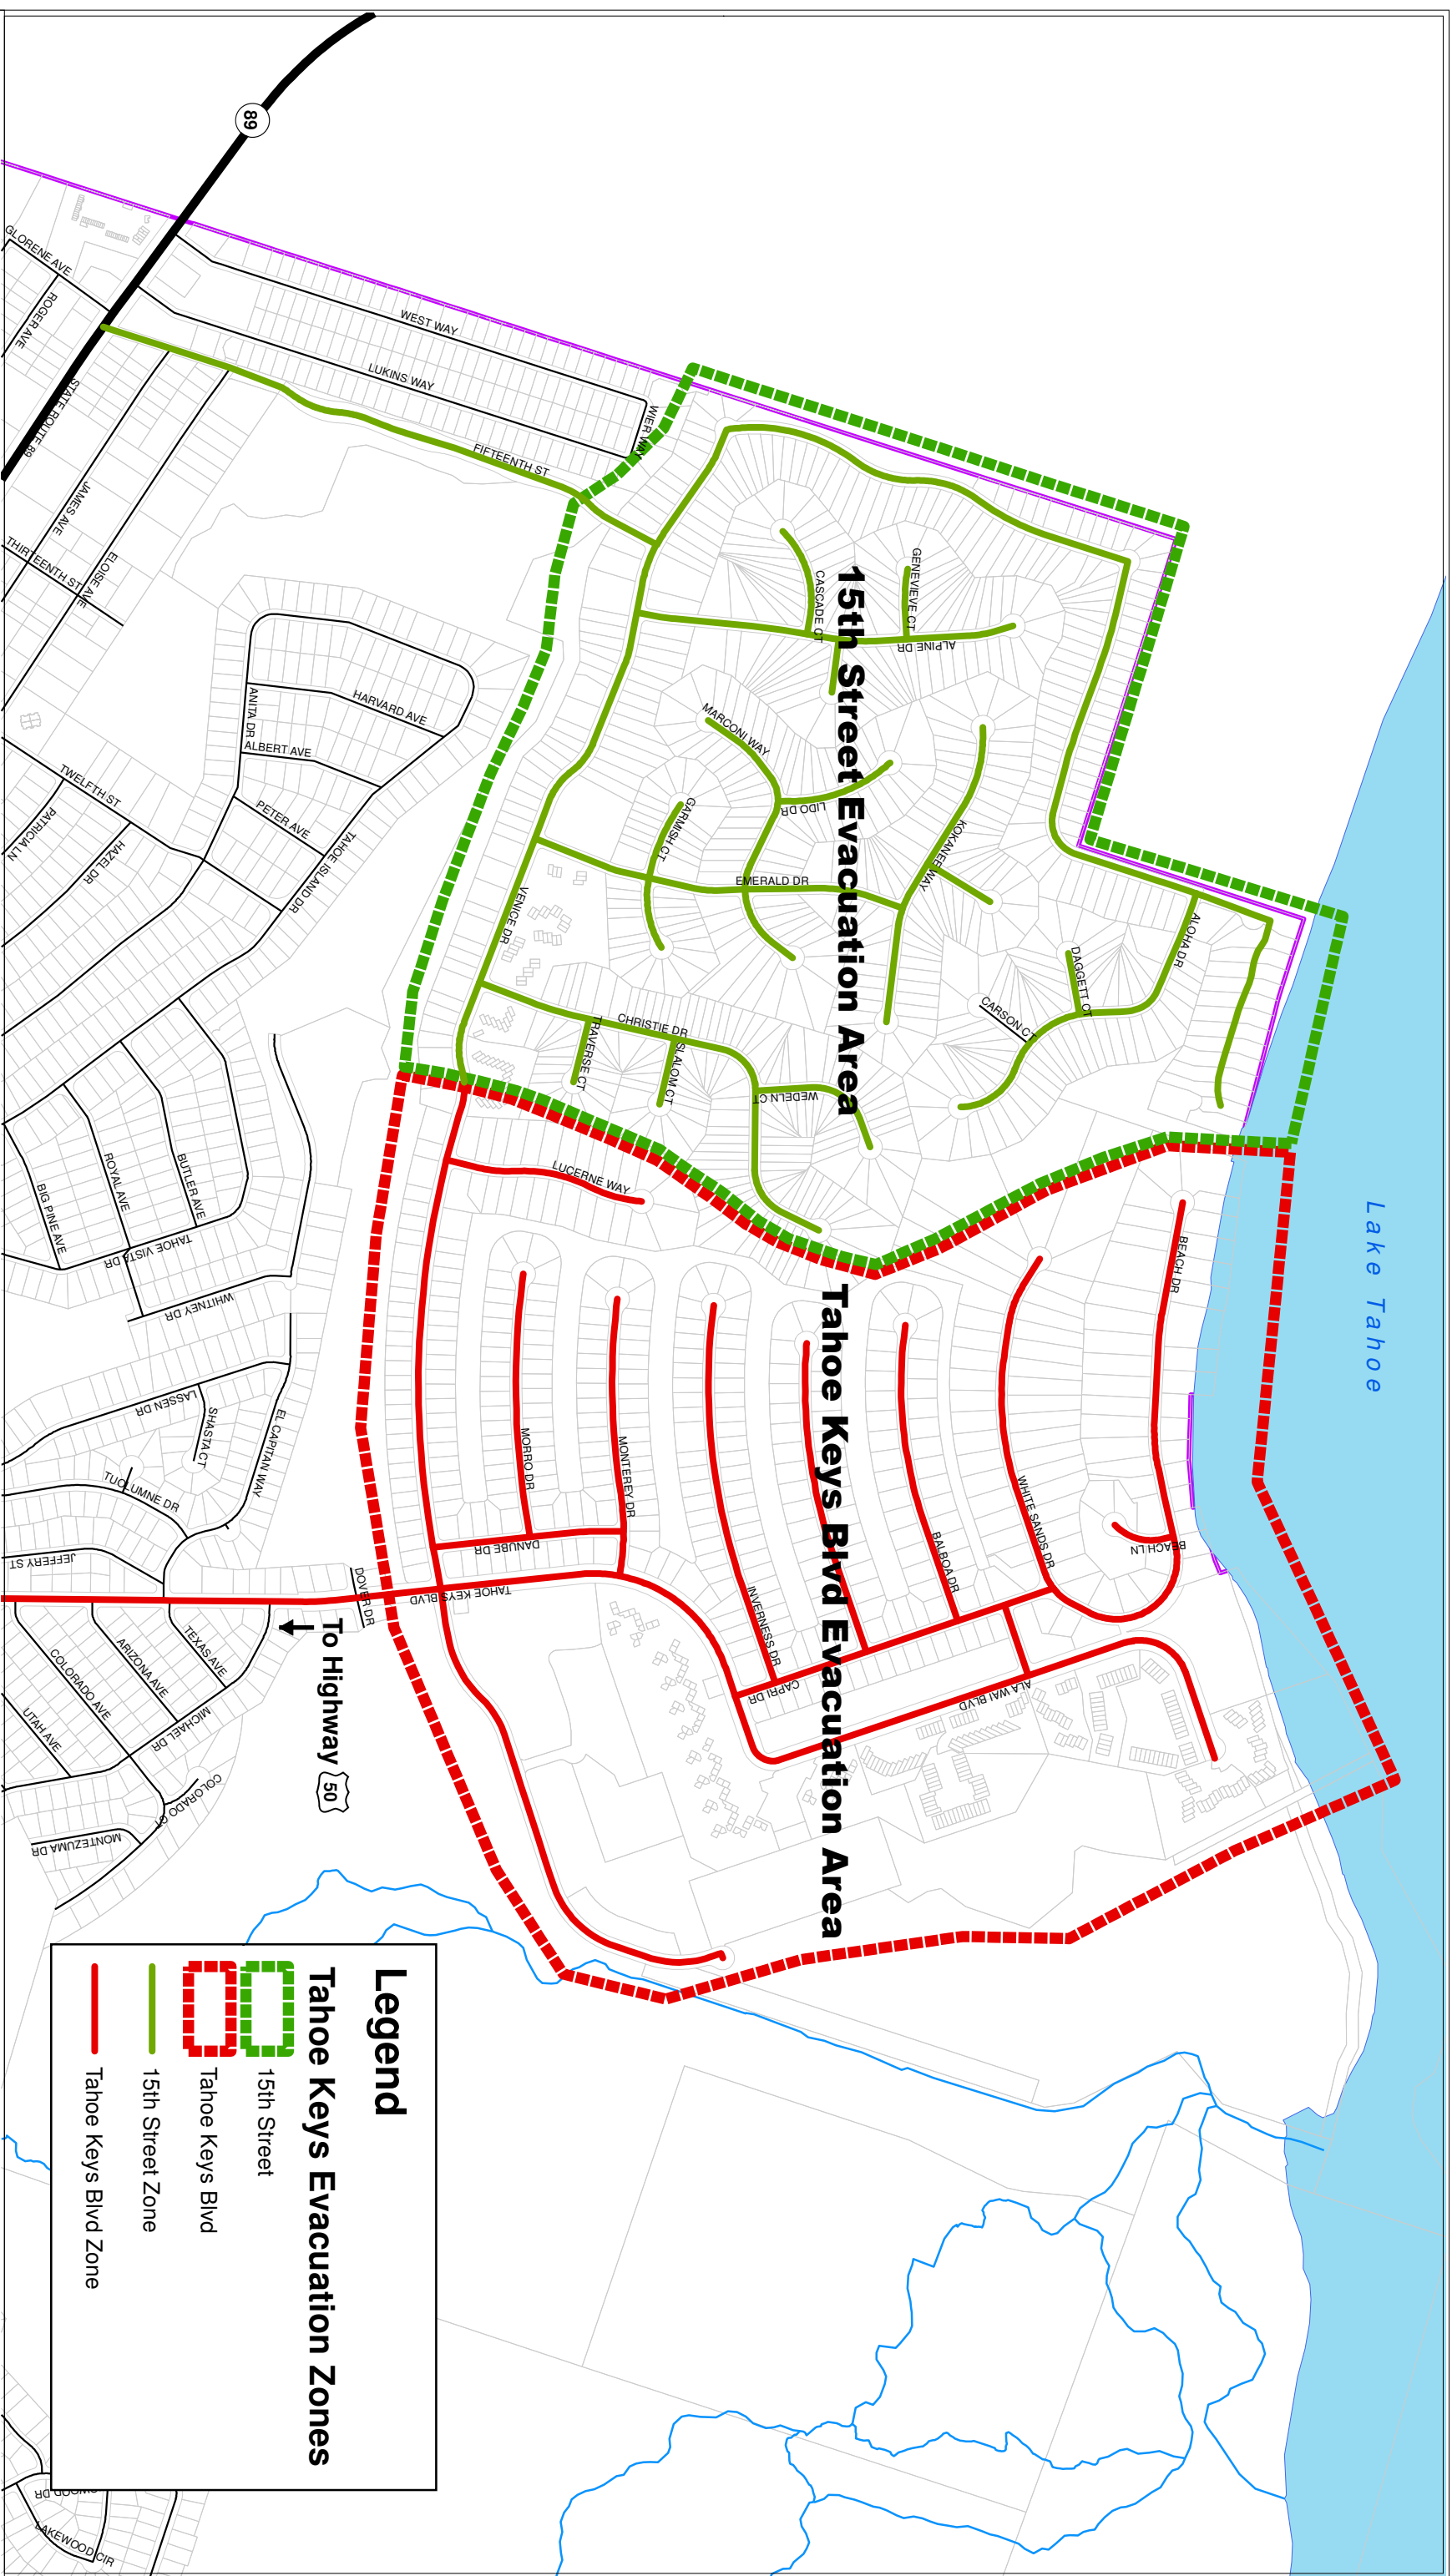 89
GLORENE AVE
ROGER AVE
STATE ROUTE 89
WEST WAY
LUKINS WAY
WIER WAY
FIFTEENTH ST
JAMES AVE
THIRTEENTH ST
ELOISE AVE
15th Street Evacuation Area
CASCADE CT
GENEVIEVE CT
ALPINE DR
MARCONI WAY
LIDO DR
GARMISH CT
KOKANEE WAY
EMERALD DR
VENICE DR
ALOHA DR
DAGGETT CT
CARSON CT
CHRISTIE DR
TRAVERSE CT
SLALOM CT
WEDELN CT
HARVARD AVE
ANITA DR
ALBERT AVE
PETER AVE
TAHOE ISLAND DR
TWELFTH ST
PATRICIA LN
HAZEL DR
ROYAL AVE
BUTLER AVE
BIG PINE AVE
TAHOE VISTA DR
WHITNEY DR
LASSEN DR
SHASTA CT
EL CAPITAN WAY
TUOLUMNE DR
JEFFERY ST
Lake Tahoe
Tahoe Keys Blvd Evacuation Area
LUCERNE WAY
BEACH DR
MORRO DR
MONTEREY DR
DANUBE DR
WHITE SANDS DR
BALBOA DR
BEACH LN
INVERNESS DR
CAPRI DR
ALA WAI BLVD
TAHOE KEYS BLVD
DOVER DR
To Highway 50
TEXAS AVE
ARIZONA AVE
COLORADO AVE
UTAH AVE
MICHAEL DR
COLORADO CT
MONTEZUMA DR
LAKEWOOD CIR
Legend
Tahoe Keys Evacuation Zones
15th Street
Tahoe Keys Blvd
15th Street Zone
Tahoe Keys Blvd Zone